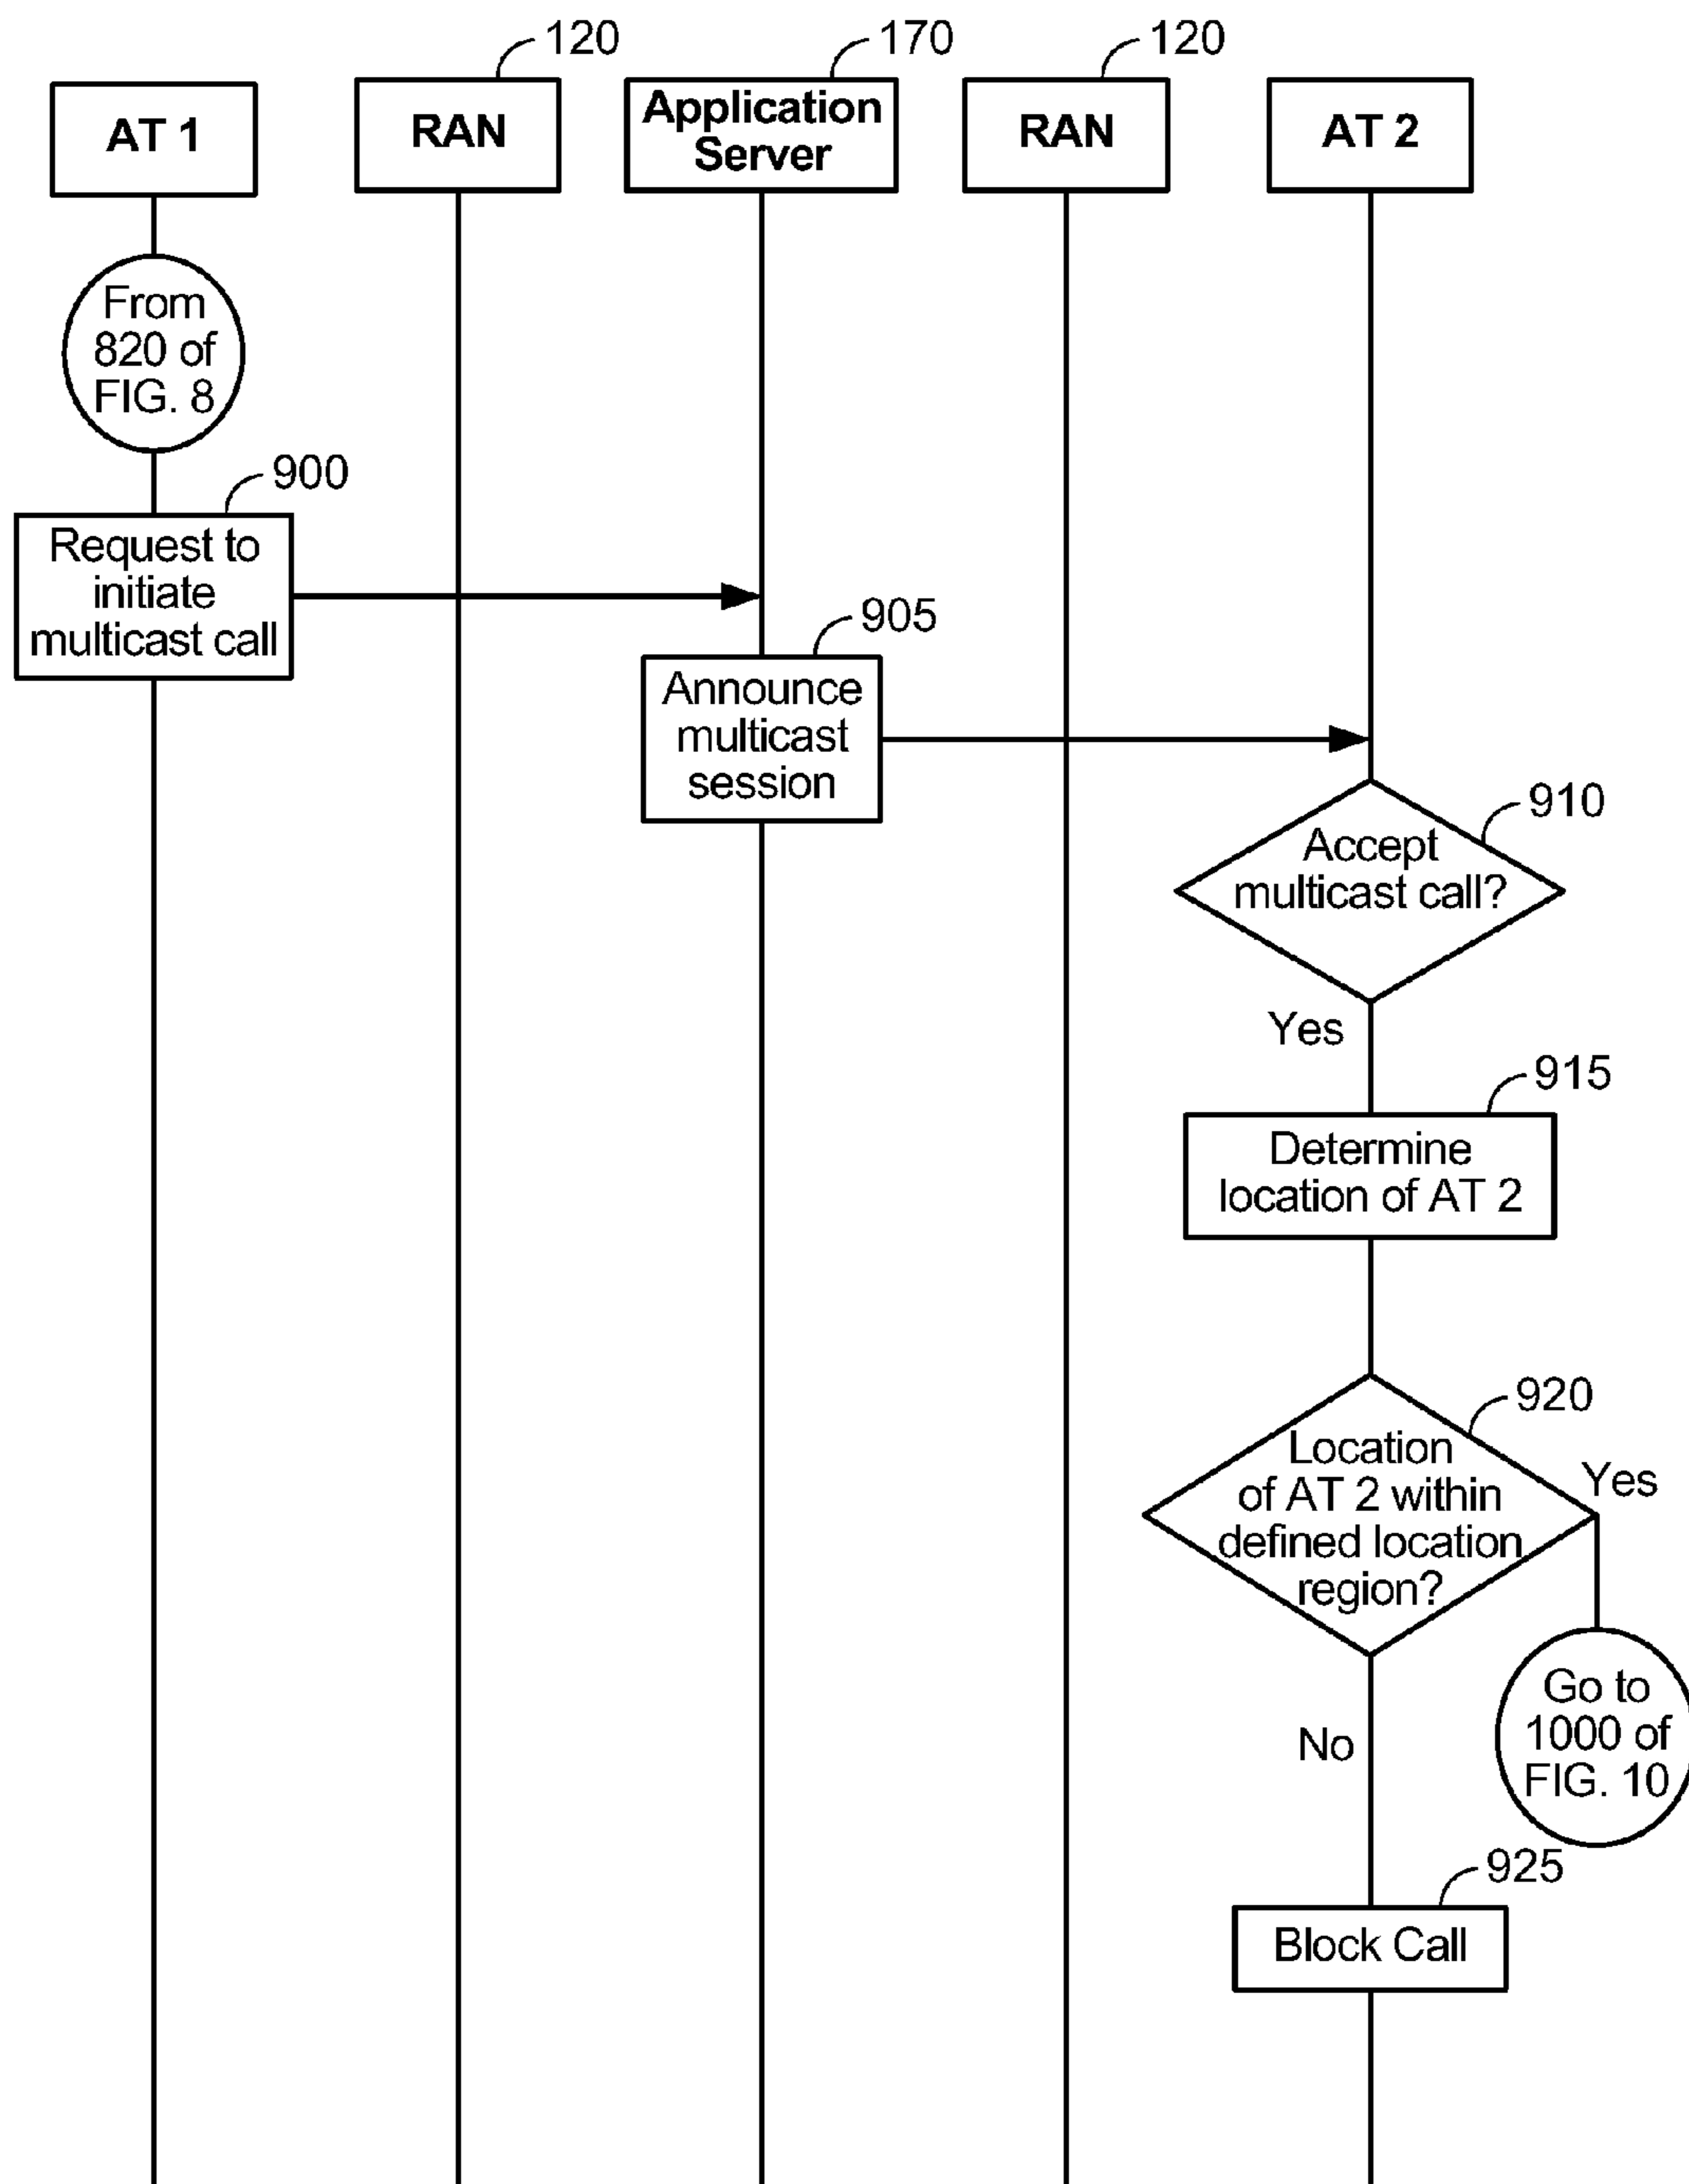 120
170
120
AT 1
RAN
Application
Server
RAN
AT 2
From
820 of
FIG. 8
900
Request to
initiate
multicast call
905
Announce
multicast
session
910
Accept
multicast call?
Yes
915
Determine
location of AT 2
920
Location
of AT 2 within
defined location
region?
Yes
Go to
1000 of
FIG. 10
No
925
Block Call